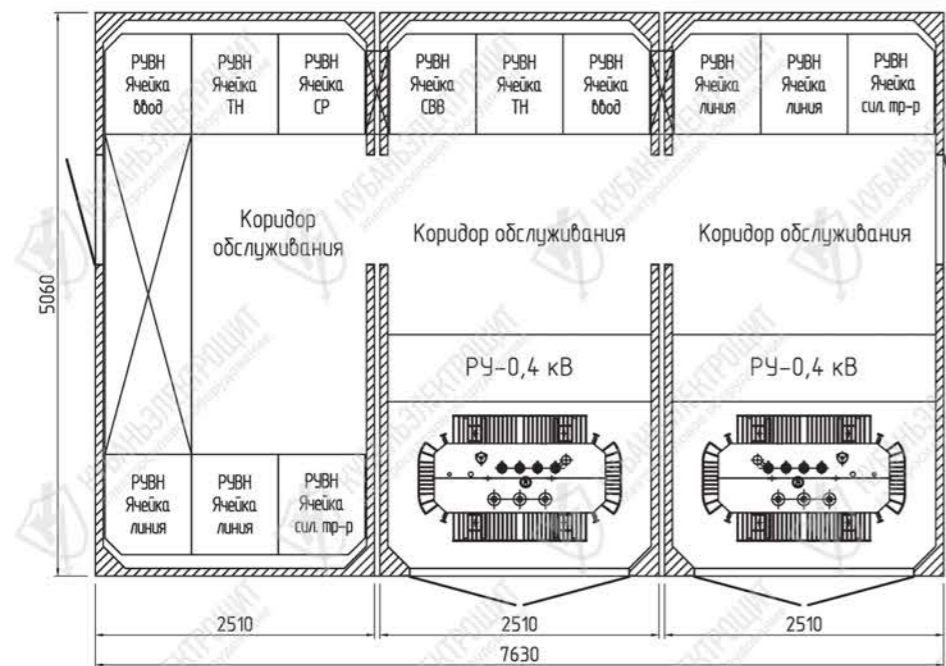 РУВН
Ячейка
ввод
РУВН
Ячейка
ТН
РУВН
Ячейка
СР
РУВН
Ячейка
СВВ
РУВН
Ячейка
ТН
РУВН
Ячейка
ввод
РУВН
Ячейка
линия
РУВН
Ячейка
линия
РУВН
Ячейка
сил. тр-р
Коридор
обслуживания
Коридор обслуживания
Коридор обслуживания
5060
РУ-0,4 кВ
РУ-0,4 кВ
РУВН
Ячейка
линия
РУВН
Ячейка
линия
РУВН
Ячейка
сил. тр-р
2510
2510
2510
7630
КУБАНЬЭЛЕКТРОЩИТ
электрощитовое оборудование